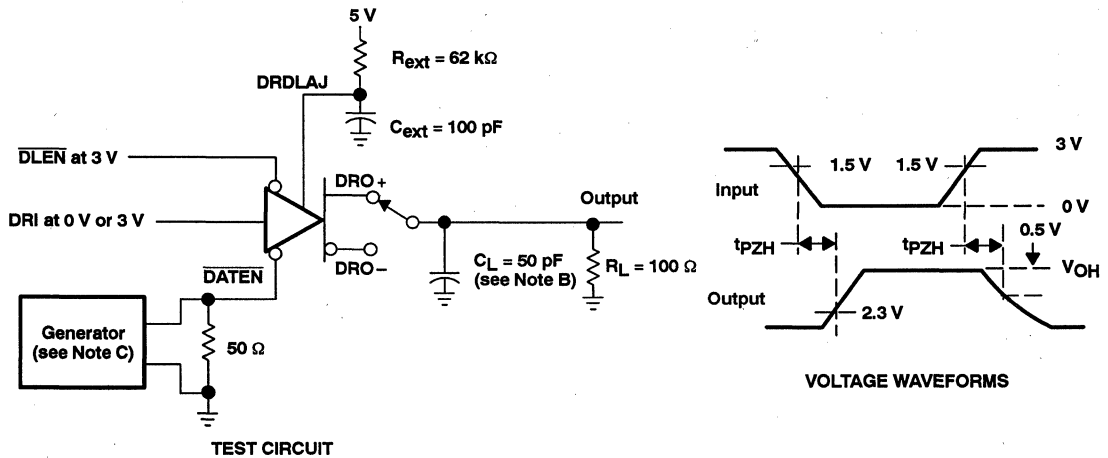 5 V
Rext = 62 kΩ
DRDLAJ
Cext = 100 pF
DLEN at 3 V
DRO+
DRI at 0 V or 3 V
Output
DRO−
CL = 50 pF
(see Note B)
RL = 100 Ω
DATEN
Generator
(see Note C)
50 Ω
TEST CIRCUIT
3 V
1.5 V
1.5 V
Input
0 V
tPZH
tPZH
0.5 V
VOH
Output
2.3 V
VOLTAGE WAVEFORMS